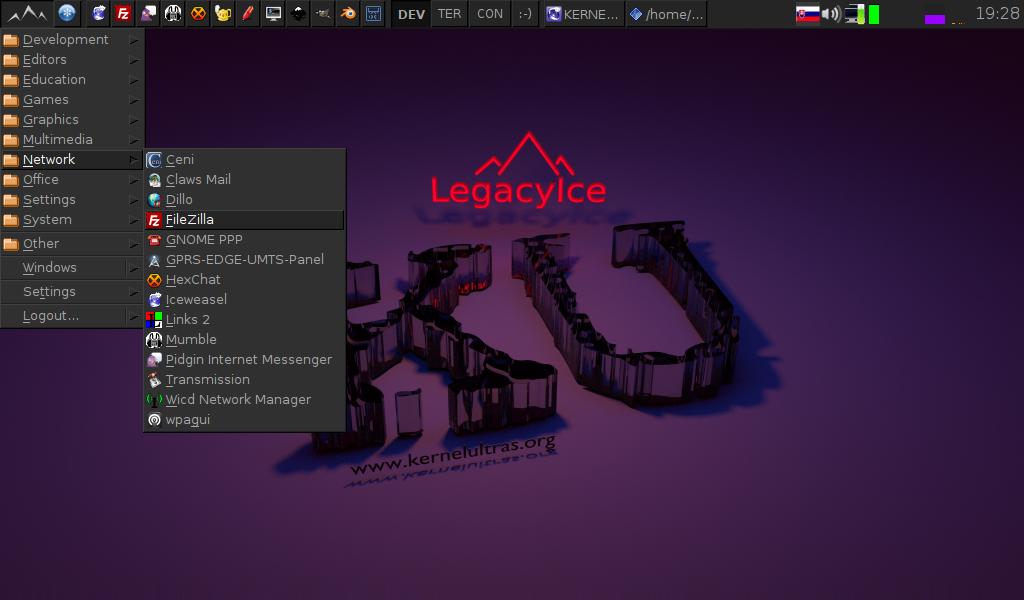 DEV TER CON :-) KERNE... /home/... 19:28
Development
Editors
Education
Games
Graphics
Multimedia
Network
Office
Settings
System
Other
Windows
Settings
Logout...
Ceni
Claws Mail
Dillo
FileZilla
GNOME PPP
GPRS-EDGE-UMTS-Panel
HexChat
Iceweasel
Links 2
Mumble
Pidgin Internet Messenger
Transmission
Wicd Network Manager
wpagui
LegacyIce
KU
www.kernelultras.org